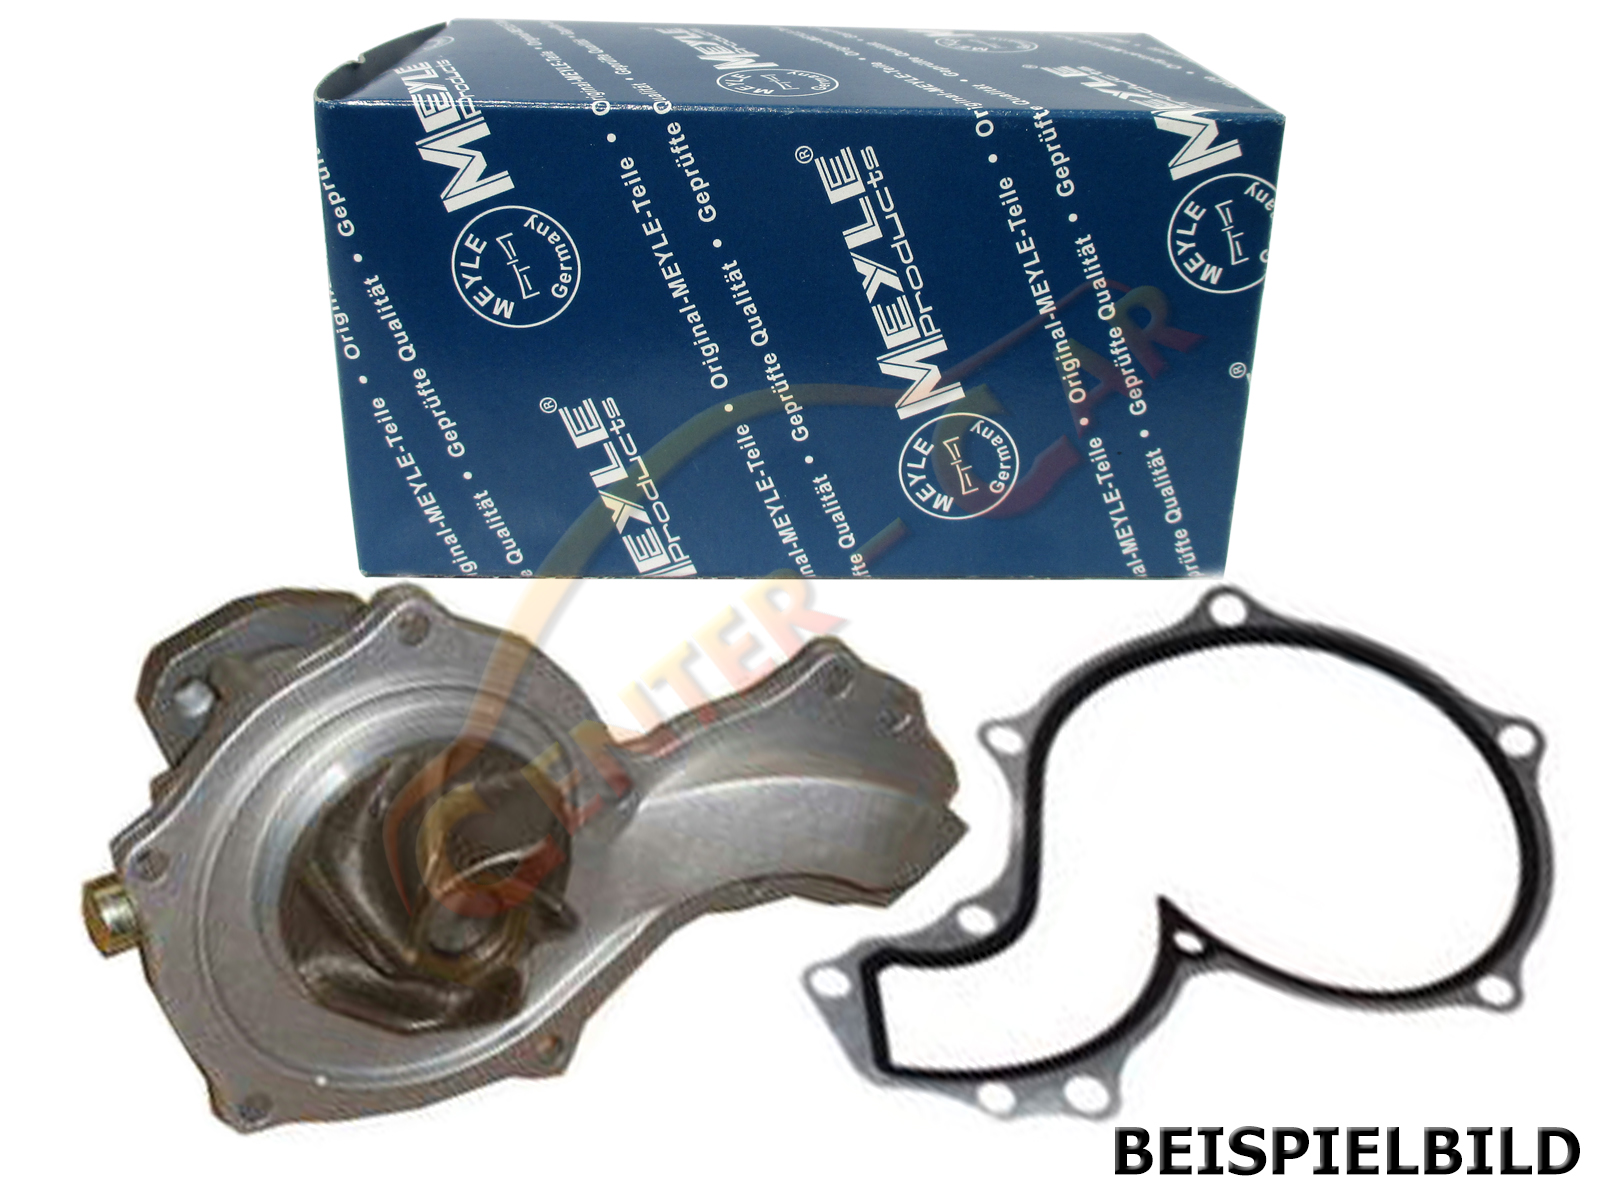 MEYLE®
Products
MEYLE
Germany
Original-MEYLE-Teile • Geprüfte Qualität •
MEYLE®
Products
MEYLE
Germany
Original-MEYLE-Teile • Geprüfte Qualität •
MEYLE®
Products
MEYLE
Germany
Original-MEYLE-Teile • Geprüfte Qualität •
MEYLE
Products
MEYLE
Germany
CAR
CENTER
BEISPIELBILD